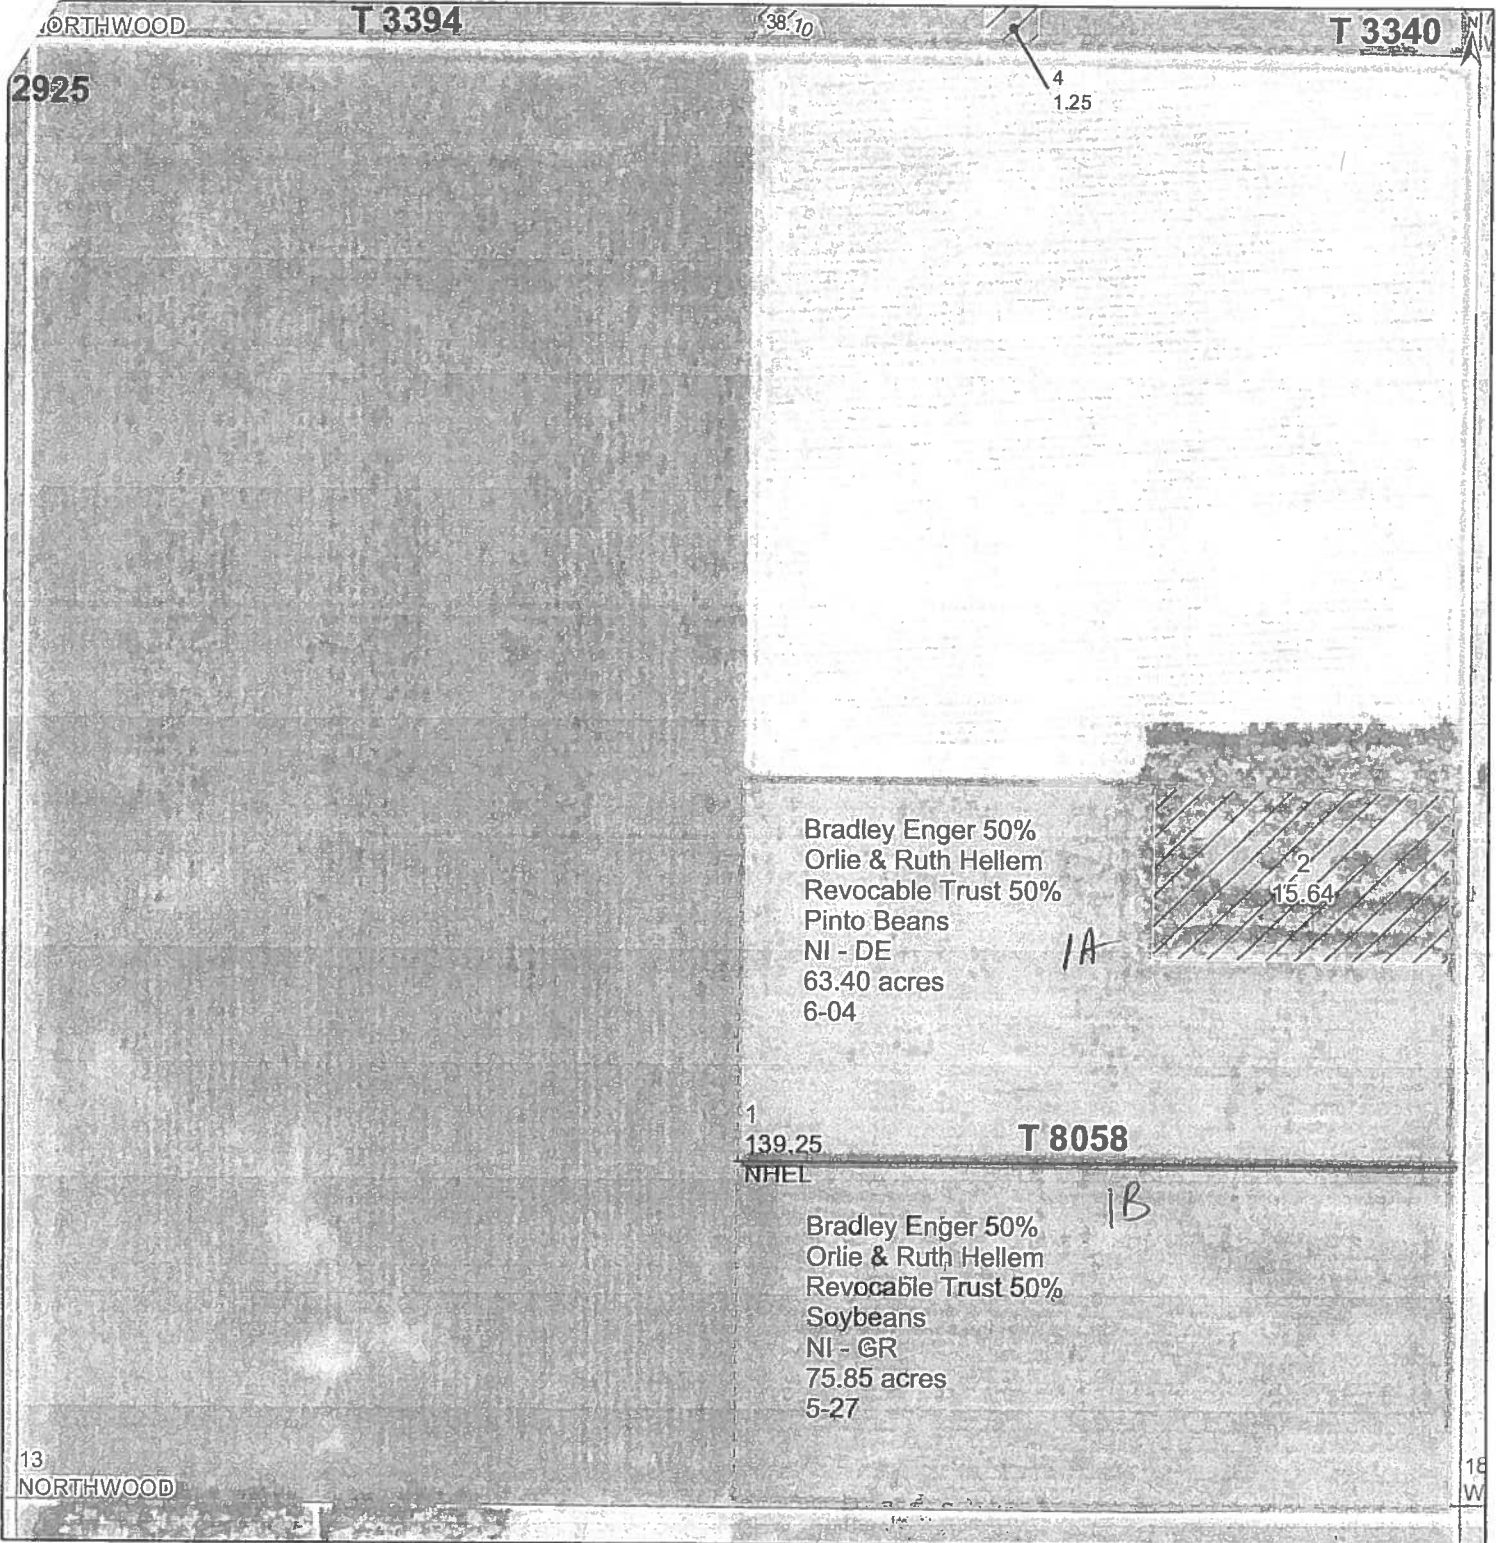 NORTHWOOD
T 3394
38.10
T 3340
N
2925
4
1.25
Bradley Enger 50%
Orlie & Ruth Hellem
Revocable Trust 50%
Pinto Beans
NI - DE
63.40 acres
6-04
1A
2
15.64
1
139.25
NHEL
T 8058
1B
Bradley Enger 50%
Orlie & Ruth Hellem
Revocable Trust 50%
Soybeans
NI - GR
75.85 acres
5-27
13
NORTHWOOD
18
W